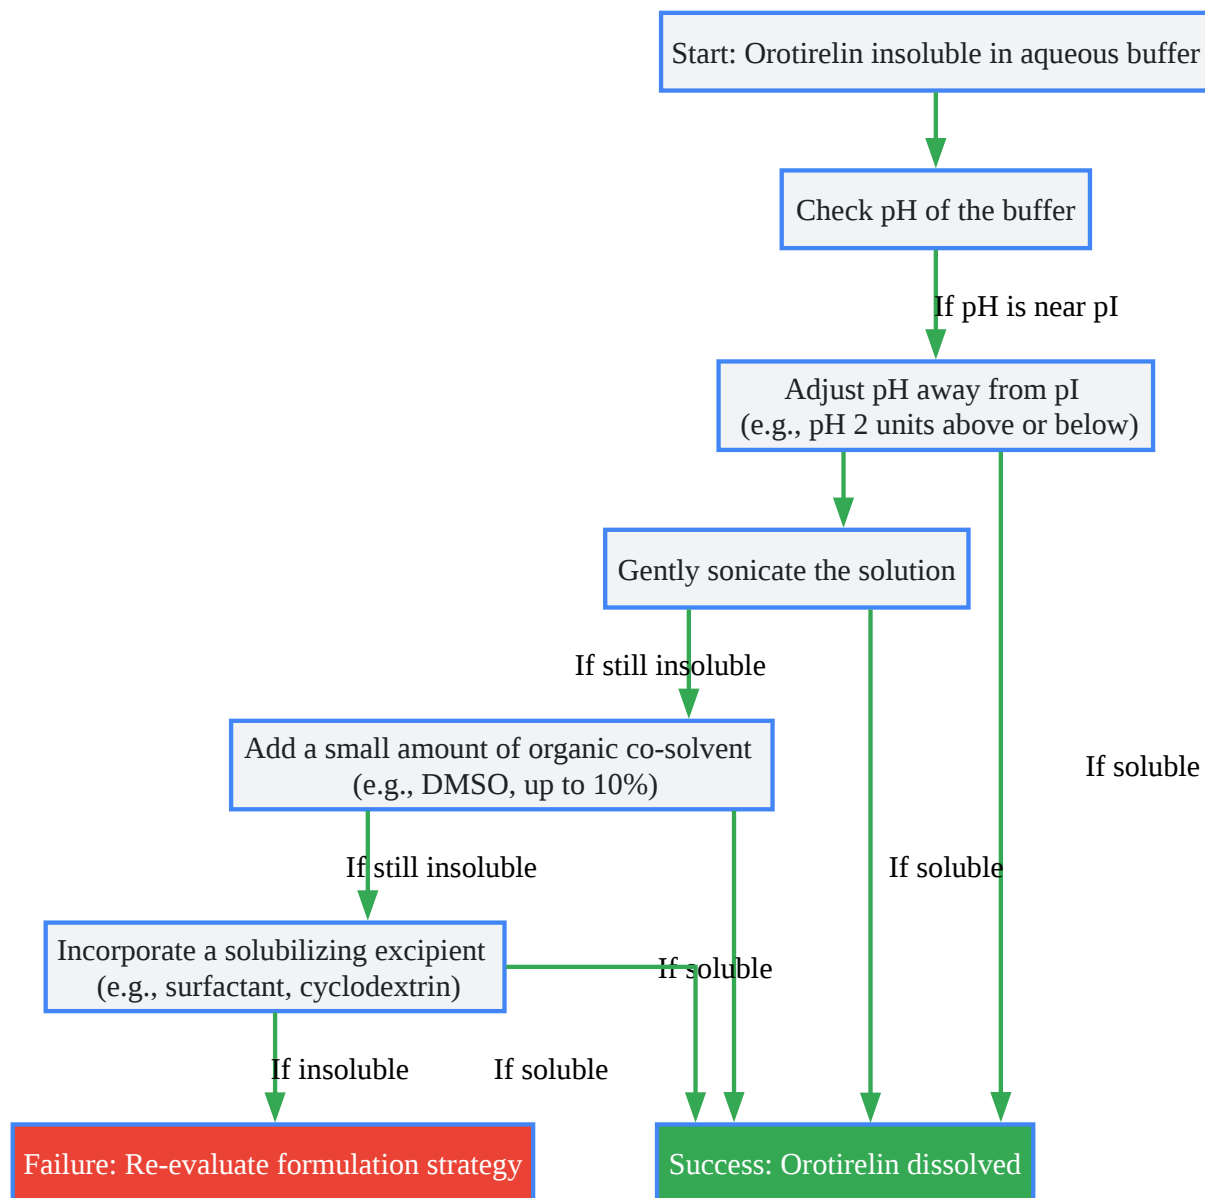 Start: Orotirelin insoluble in aqueous buffer
Check pH of the buffer
If pH is near pI
Adjust pH away from pI
(e.g., pH 2 units above or below)
Gently sonicate the solution
If still insoluble
Add a small amount of organic co-solvent
(e.g., DMSO, up to 10%)
If soluble
If still insoluble
If soluble
Incorporate a solubilizing excipient
(e.g., surfactant, cyclodextrin)
If soluble
If insoluble
If soluble
Failure: Re-evaluate formulation strategy
Success: Orotirelin dissolved